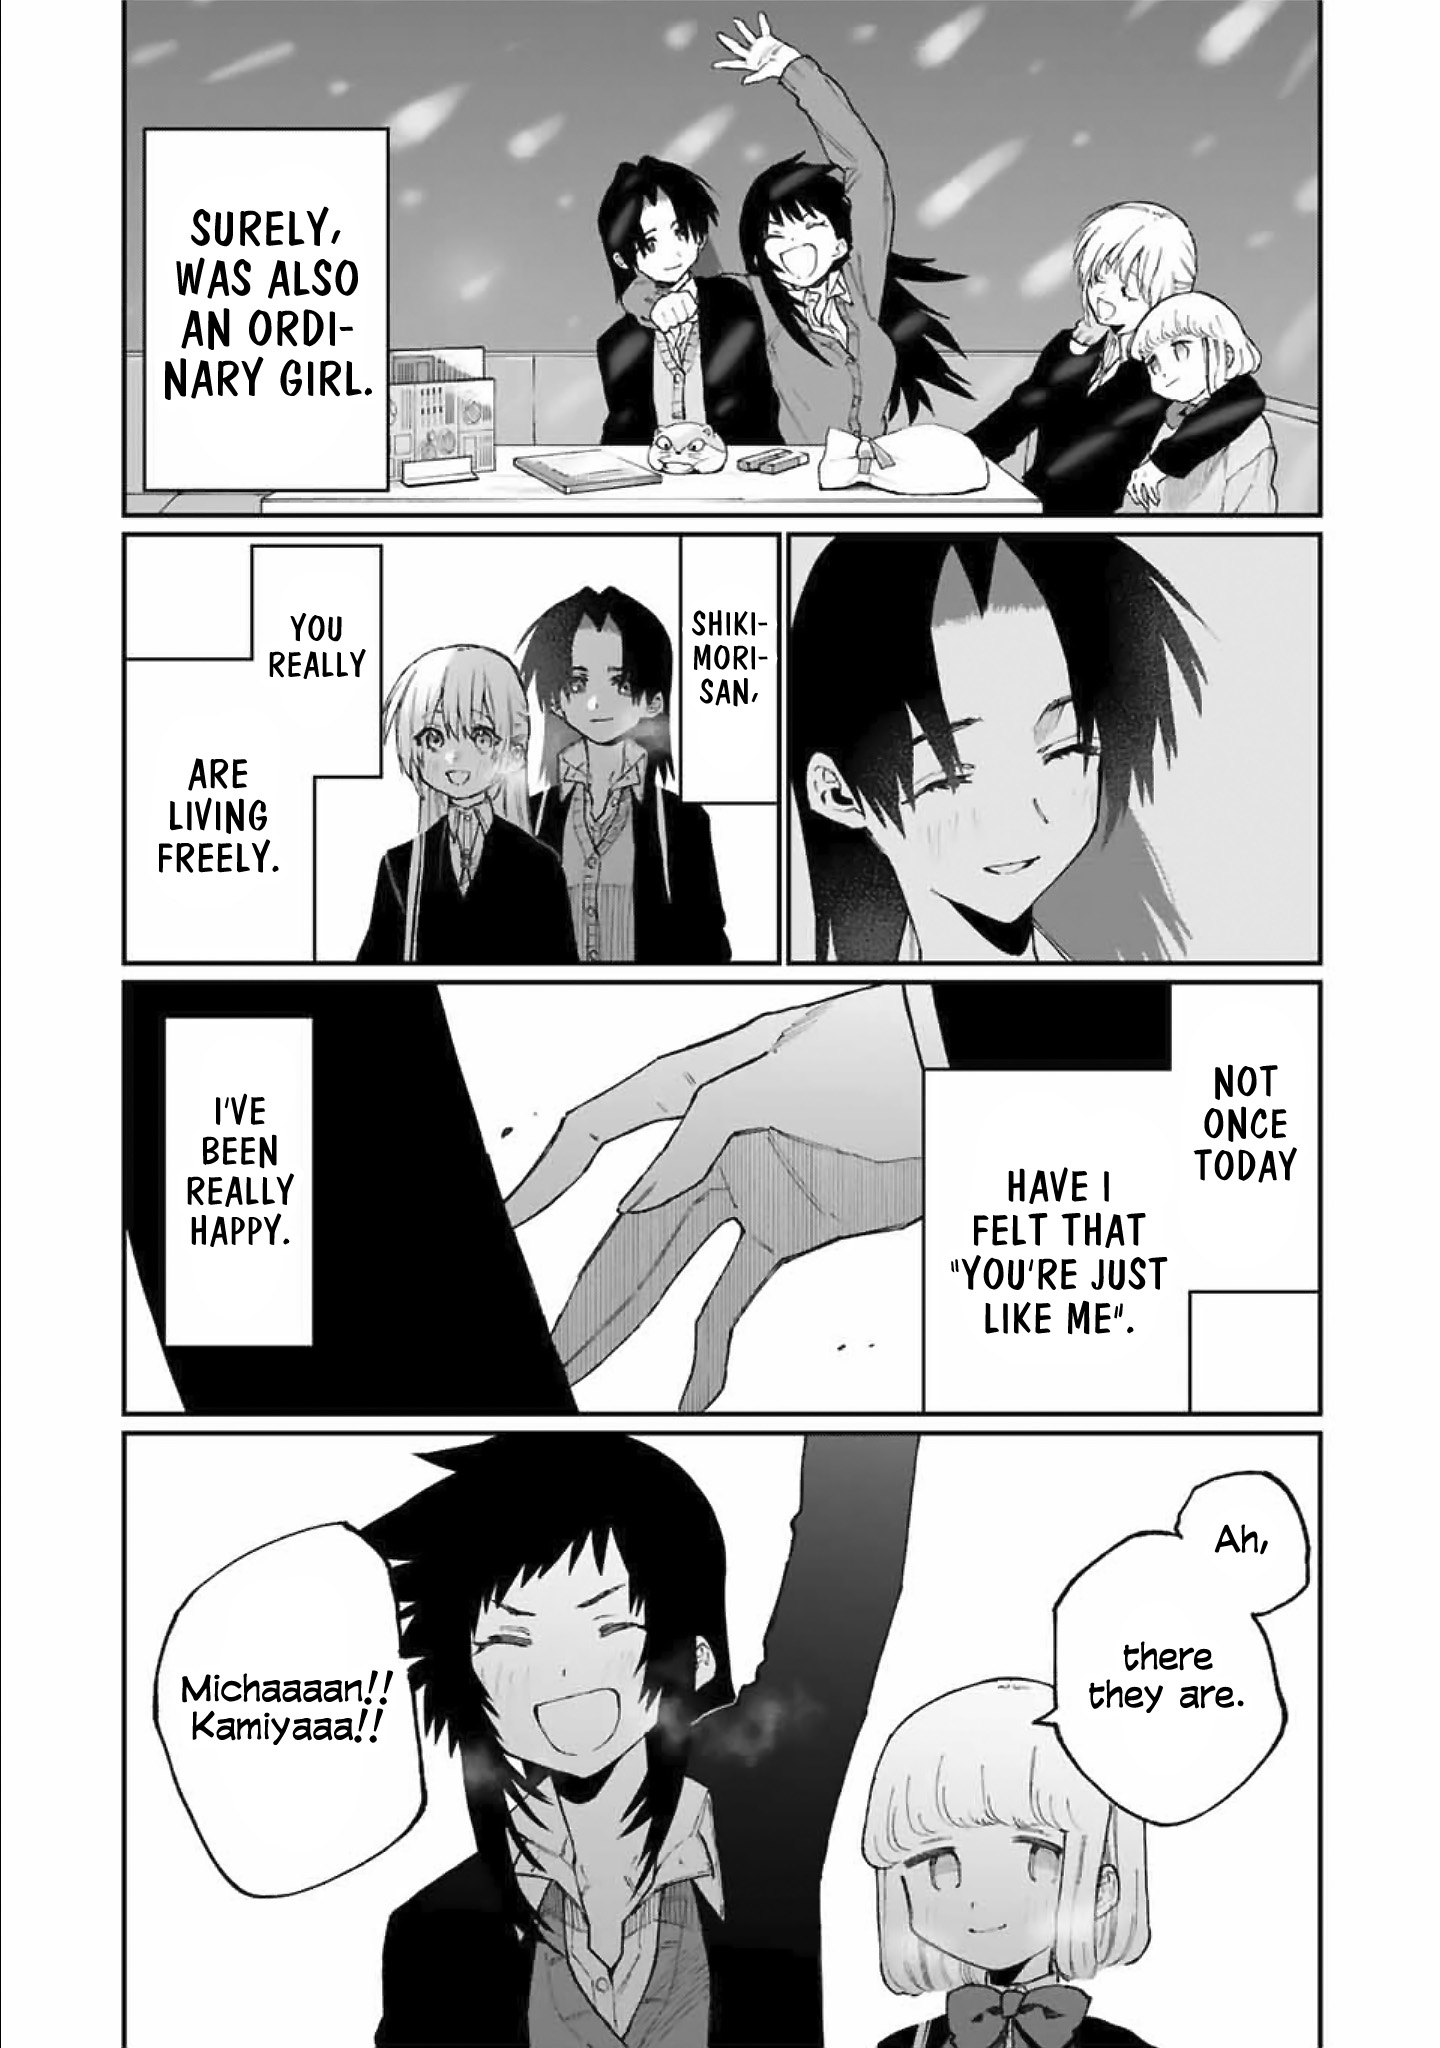 SURELY,
WAS ALSO
AN ORDI-
NARY GIRL.
SHIKI-
MORI-
SAN,
YOU
REALLY
ARE
LIVING
FREELY.
NOT
ONCE
TODAY
HAVE I
FELT THAT
"YOU'RE JUST
LIKE ME".
I'VE
BEEN
REALLY
HAPPY.
Ah,
there
they are.
Michaaaan!!
Kamiyaaa!!